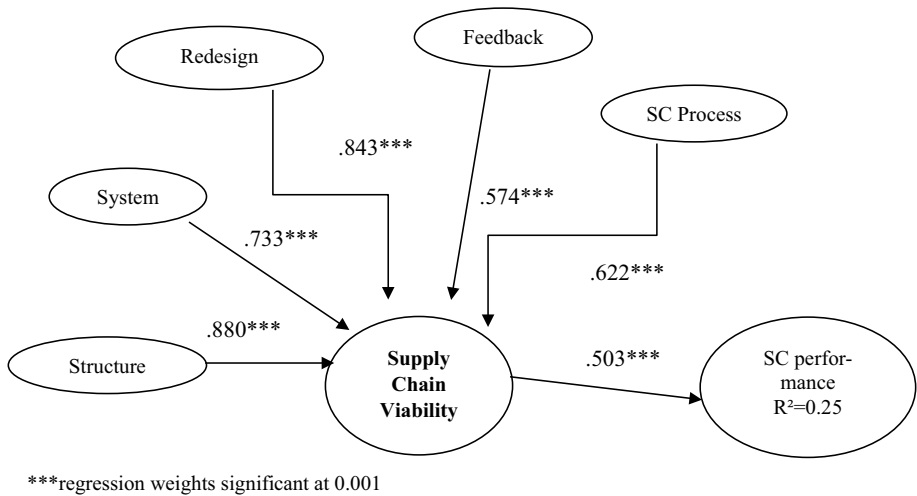 Feedback
Redesign
SC Process
.843***
.574***
System
.733***
.622***
.880***
Structure
Supply
Chain
Viability
.503***
SC perfor-
mance
R²=0.25
***regression weights significant at 0.001